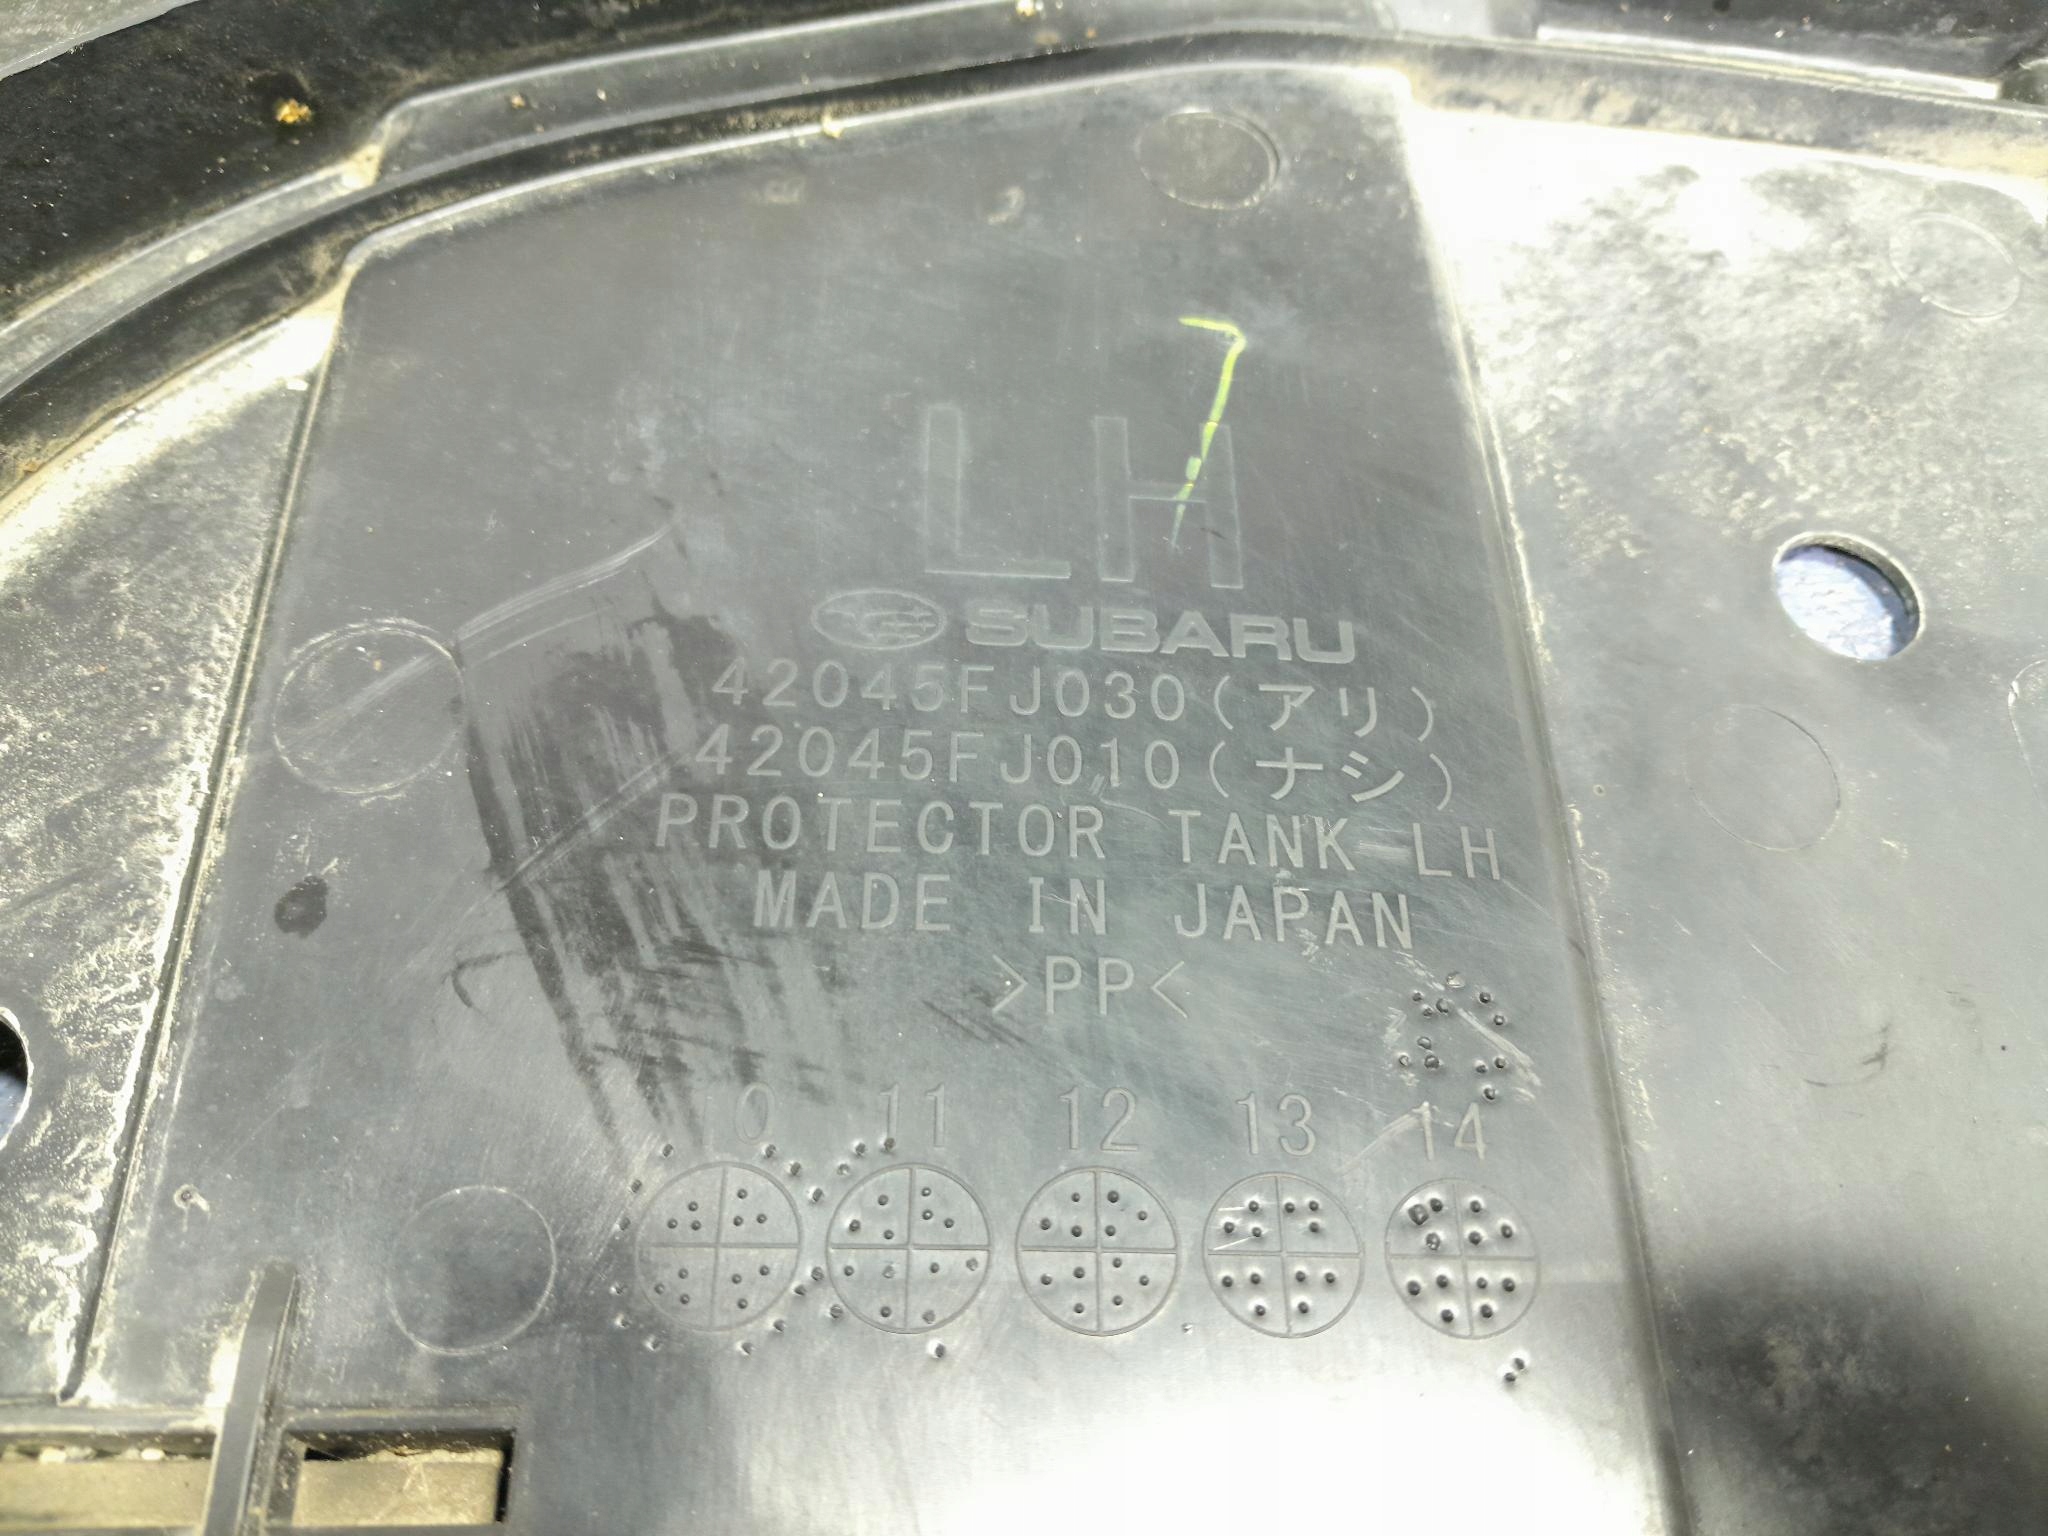 LH
SUBARU
42045FJ030(アリ)
42045FJ010(ナシ)
PROTECTOR TANK LH
MADE IN JAPAN
>PP<
10 11 12 13 14